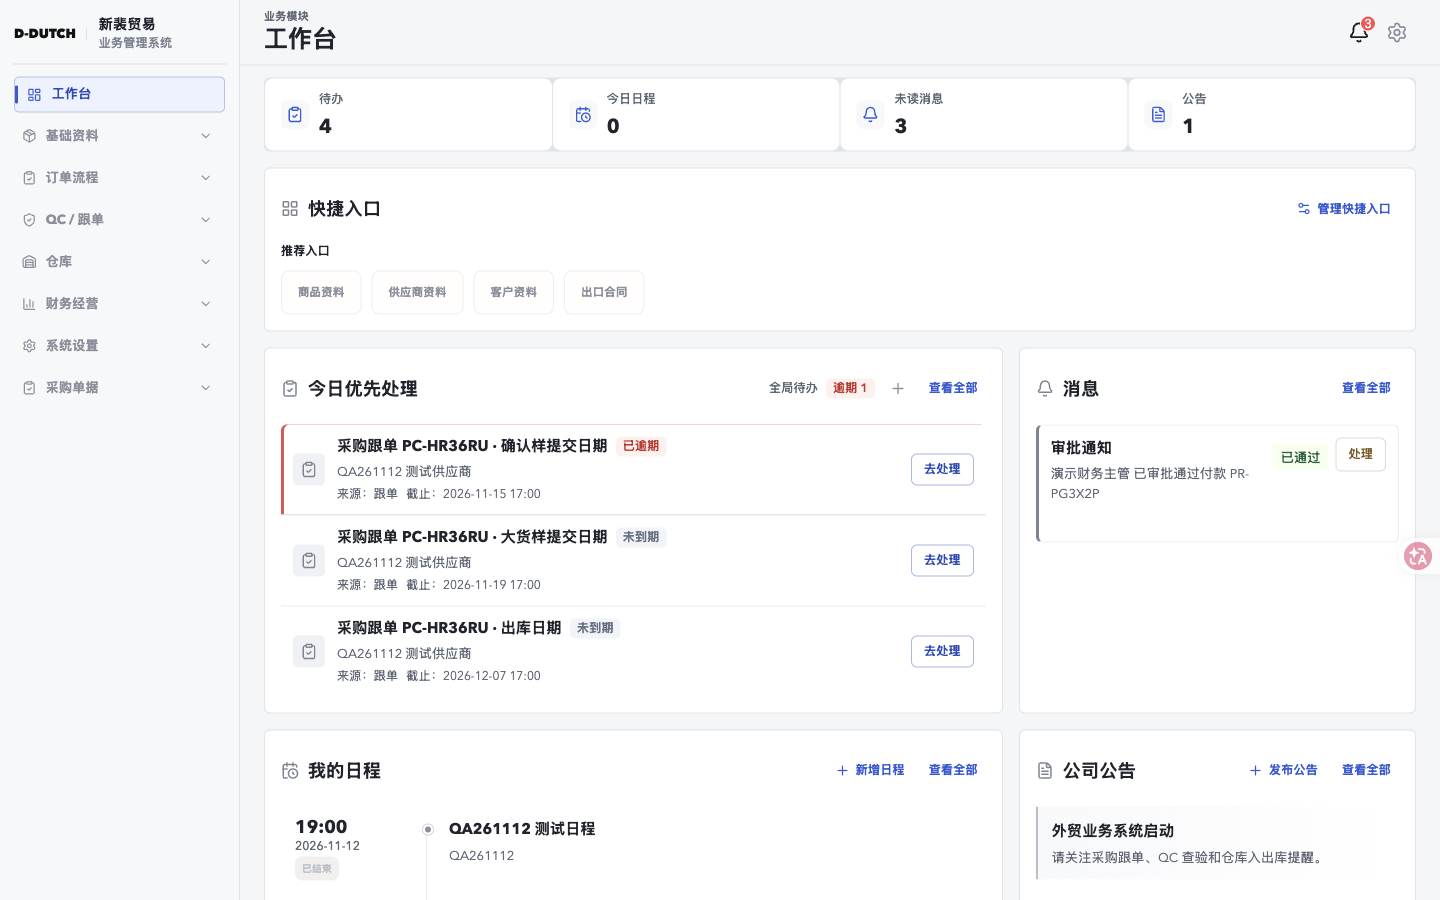 D-DUTCH
新裴贸易
业务管理系统
工作台
基础资料
订单流程
QC / 跟单
仓库
财务经营
系统设置
采购单据
业务模块
工作台
3
待办
4
今日日程
0
未读消息
3
公告
1
快捷入口
管理快捷入口
推荐入口
商品资料
供应商资料
客户资料
出口合同
今日优先处理
全局待办
逾期 1
查看全部
采购跟单 PC-HR36RU · 确认样提交日期
已逾期
QA261112 测试供应商
来源：跟单 截止：2026-11-15 17:00
去处理
采购跟单 PC-HR36RU · 大货样提交日期
未到期
QA261112 测试供应商
来源：跟单 截止：2026-11-19 17:00
去处理
采购跟单 PC-HR36RU · 出库日期
未到期
QA261112 测试供应商
来源：跟单 截止：2026-12-07 17:00
去处理
消息
查看全部
审批通知
已通过
处理
演示财务主管 已审批通过付款 PR-
PG3X2P
我的日程
新增日程
查看全部
19:00
2026-11-12
已结束
QA261112 测试日程
QA261112
公司公告
发布公告
查看全部
外贸业务系统启动
请关注采购跟单、QC 查验和仓库入出库提醒。